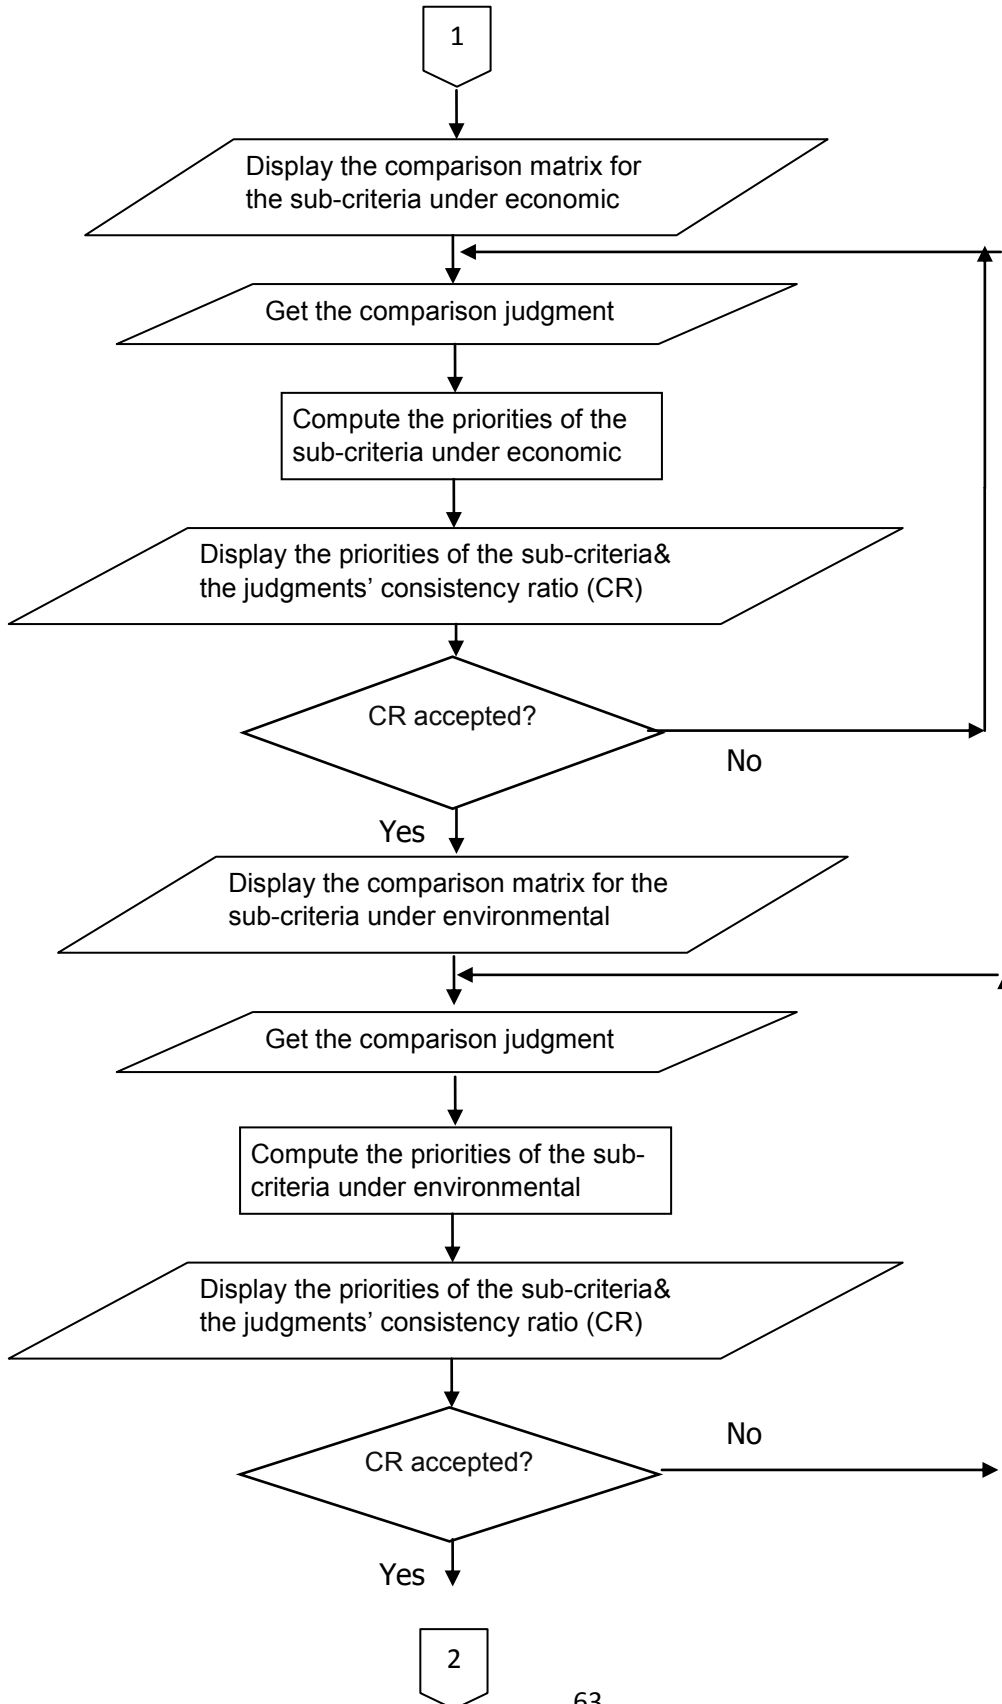 1
Display the comparison matrix for
the sub-criteria under economic
Get the comparison judgment
Compute the priorities of the
sub-criteria under economic
Display the priorities of the sub-criteria&
the judgments’ consistency ratio (CR)
CR accepted?
No
Yes
Display the comparison matrix for the
sub-criteria under environmental
Get the comparison judgment
Compute the priorities of the sub-
criteria under environmental
Display the priorities of the sub-criteria&
the judgments’ consistency ratio (CR)
No
CR accepted?
Yes
2
63